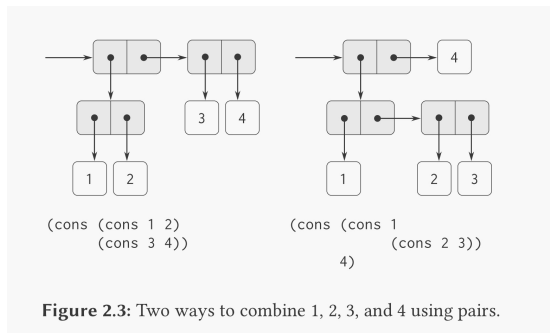 4
3 4
1 2
1 2 3
(cons (cons 1 2)
(cons 3 4))
(cons (cons 1
(cons 2 3))
4)
Figure 2.3: Two ways to combine 1, 2, 3, and 4 using pairs.